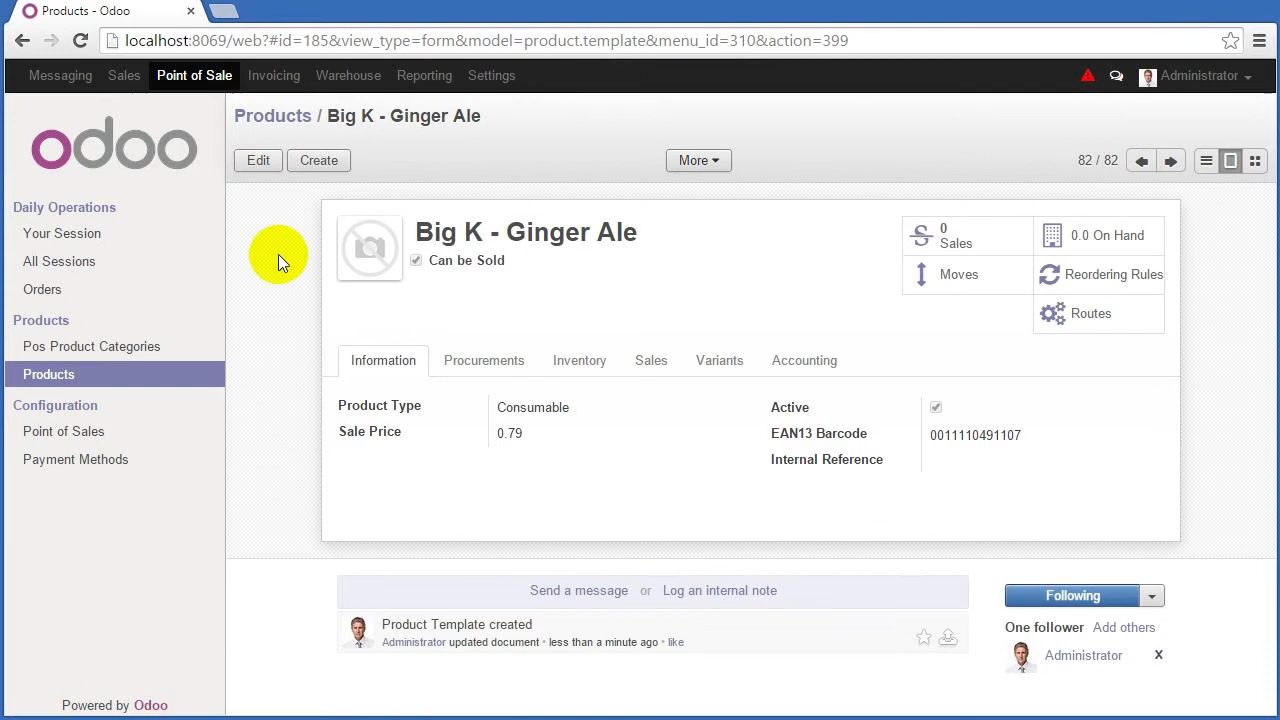 Products - Odoo ×
localhost:8069/web?#id=185&view_type=form&model=product.template&menu_id=310&action=399
Messaging Sales Point of Sale Invoicing Warehouse Reporting Settings Administrator
odoo
Products / Big K - Ginger Ale
Edit Create More 82 / 82
Daily Operations
Your Session
All Sessions
Orders
Products
Pos Product Categories
Products
Configuration
Point of Sales
Payment Methods
Powered by Odoo
Big K - Ginger Ale
Can be Sold
0
Sales
0.0 On Hand
Moves
Reordering Rules
Routes
Information Procurements Inventory Sales Variants Accounting
Product Type Consumable
Sale Price 0.79
Active
EAN13 Barcode 0011110491107
Internal Reference
Send a message or Log an internal note
Product Template created
Administrator updated document • less than a minute ago • like
Following
One follower Add others
Administrator X